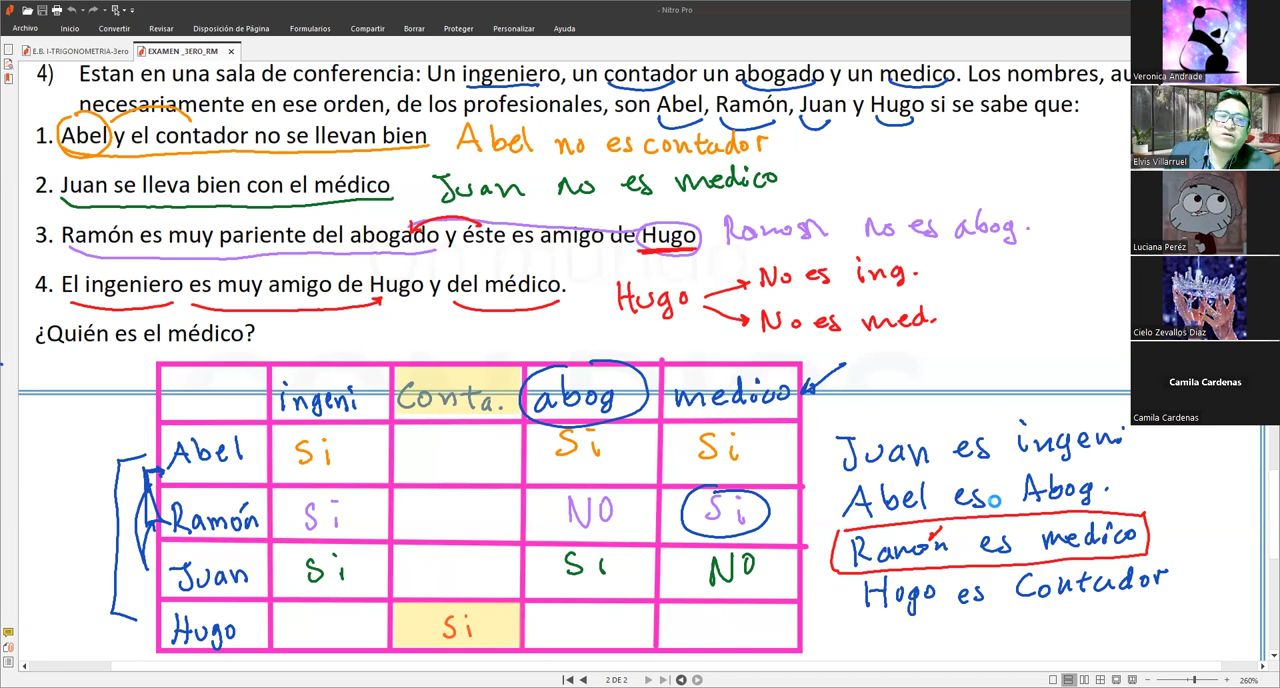 - Nitro Pro
Archivo Inicio Disposición de Página Formularios Compartir Borrar Proteger Personalizar Ayuda
Convertir Revisar
E.B. I-TRIGONOMETRIA-3ero EXAMEN _3ERO_RM
4) Estan en una sala de conferencia: Un ingeniero, un contador un abogado y un medico. Los nombres, au
necesariamente en ese orden, de los profesionales, son Abel, Ramón, Juan y Hugo si se sabe que:
1. Abel y el contador no se llevan bien Abel no es contador
2. Juan se lleva bien con el médico Juan no es medico
3. Ramón es muy pariente del abogado y éste es amigo de Hugo Ramon no es abog.
4. El ingeniero es muy amigo de Hugo y del médico. Hugo No es ing.
No es med.
¿Quién es el médico?
ingeni Conta. abog medico
Abel Si Si Si
Ramón Si NO Si
Juan Si Si NO
Hugo Si
Juan es ingeni
Abel es Abog.
Ramón es medico
Hogo es Contador
Veronica Andrade
Elvis Villarruel
Luciana Peréz
Cielo Zevallos Diaz
Camila Cardenas
Camila Cardenas
2 DE 2
260%